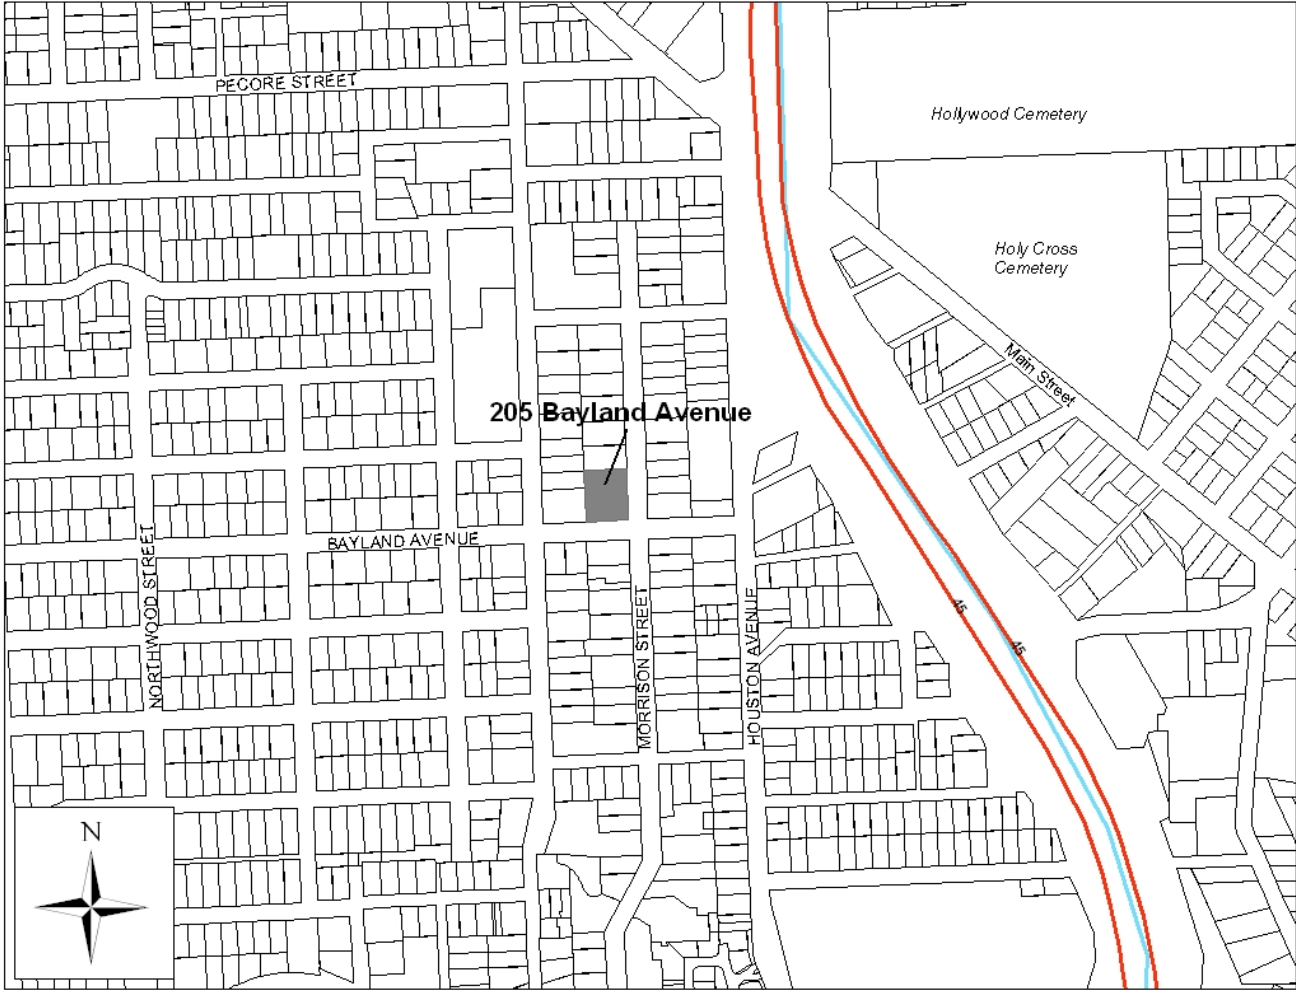 PECORE STREET
Hollywood Cemetery
Holy Cross
Cemetery
Main Street
205 Bayland Avenue
BAYLAND AVENUE
NORTHWOOD STREET
MORRISON STREET
HOUSTON AVENUE
45
45
N